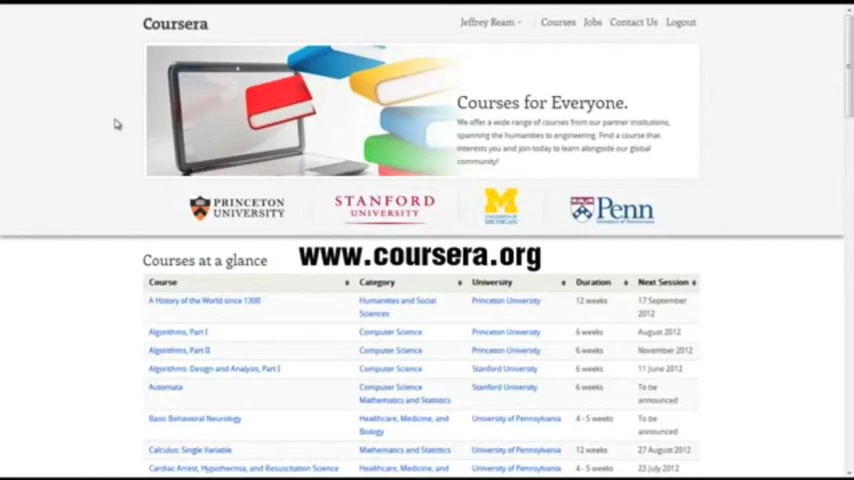 Coursera
Jeffrey Ream Courses Jobs Contact Us Logout
Courses for Everyone.
We offer a wide range of courses from our partner institutions,
spanning the humanities to engineering. Find a course that
interests you and join today to learn alongside our global
community!
PRINCETON UNIVERSITY STANFORD UNIVERSITY M UNIVERSITY OF MICHIGAN Penn University of Pennsylvania
Courses at a glance www.coursera.org
Course Category University Duration Next Session
A History of the World since 1300 Humanities and Social Princeton University 12 weeks 17 September
Sciences 2012
Algorithms, Part I Computer Science Princeton University 6 weeks August 2012
Algorithms, Part II Computer Science Princeton University 6 weeks November 2012
Algorithms: Design and Analysis, Part I Computer Science Stanford University 6 weeks 11 June 2012
Automata Computer Science Stanford University 6 weeks To be
Mathematics and Statistics announced
Basic Behavioral Neurology Healthcare, Medicine, and University of Pennsylvania 4 - 5 weeks To be
Biology announced
Calculus: Single Variable Mathematics and Statistics University of Pennsylvania 12 weeks 27 August 2012
Cardiac Arrest, Hypothermia, and Resuscitation Science Healthcare, Medicine, and University of Pennsylvania 4 - 5 weeks 23 July 2012